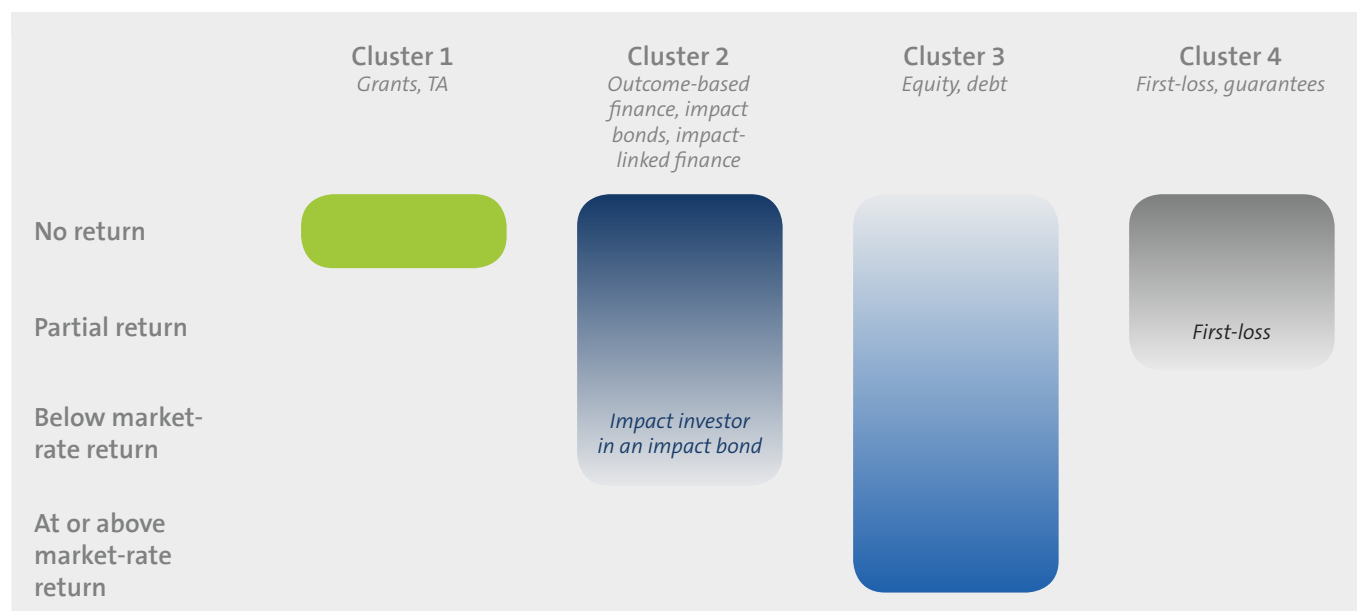 Cluster 1
Grants, TA
Cluster 2
Outcome-based
finance, impact
bonds, impact-
linked finance
Cluster 3
Equity, debt
Cluster 4
First-loss, guarantees
No return
Partial return
First-loss
Below market-
rate return
Impact investor
in an impact bond
At or above
market-rate
return